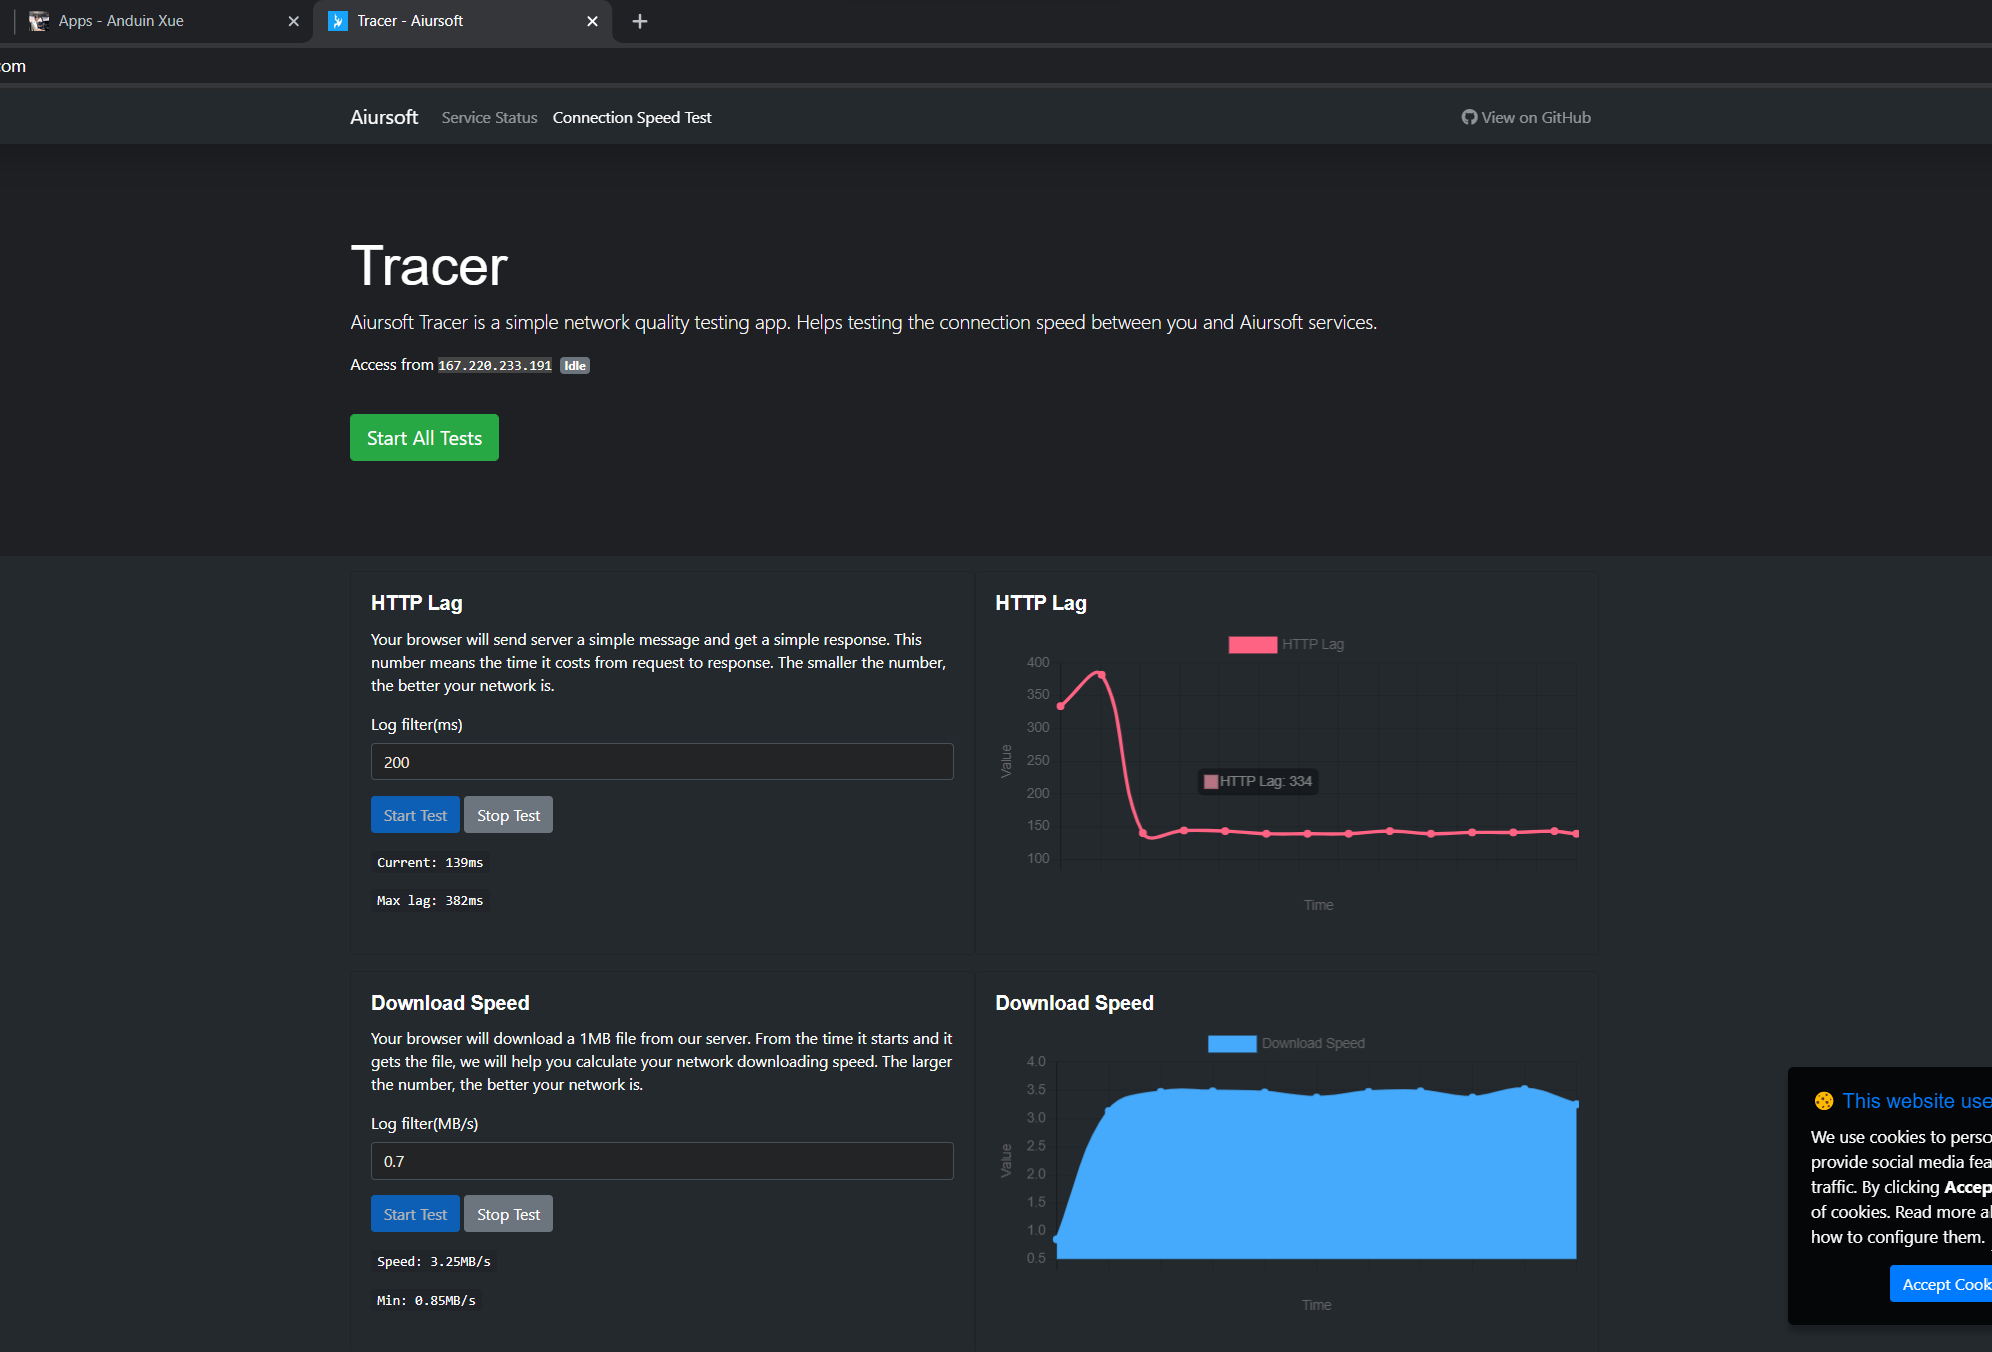 Apps - Anduin Xue
Tracer - Aiursoft
om
Aiursoft Service Status Connection Speed Test View on GitHub
Tracer
Aiursoft Tracer is a simple network quality testing app. Helps testing the connection speed between you and Aiursoft services.
Access from 167.220.233.191 Idle
Start All Tests
HTTP Lag
Your browser will send server a simple message and get a simple response. This
number means the time it costs from request to response. The smaller the number,
the better your network is.
Log filter(ms)
200
Start Test Stop Test
Current: 139ms
Max lag: 382ms
HTTP Lag
HTTP Lag
400
350
300
250
200
150
100
Value
HTTP Lag: 334
Time
Download Speed
Your browser will download a 1MB file from our server. From the time it starts and it
gets the file, we will help you calculate your network downloading speed. The larger
the number, the better your network is.
Log filter(MB/s)
0.7
Start Test Stop Test
Speed: 3.25MB/s
Min: 0.85MB/s
Download Speed
Download Speed
4.0
3.5
3.0
2.5
2.0
1.5
1.0
0.5
Value
Time
This website use
We use cookies to perso
provide social media fea
traffic. By clicking Accep
of cookies. Read more a
how to configure them.
Accept Cook